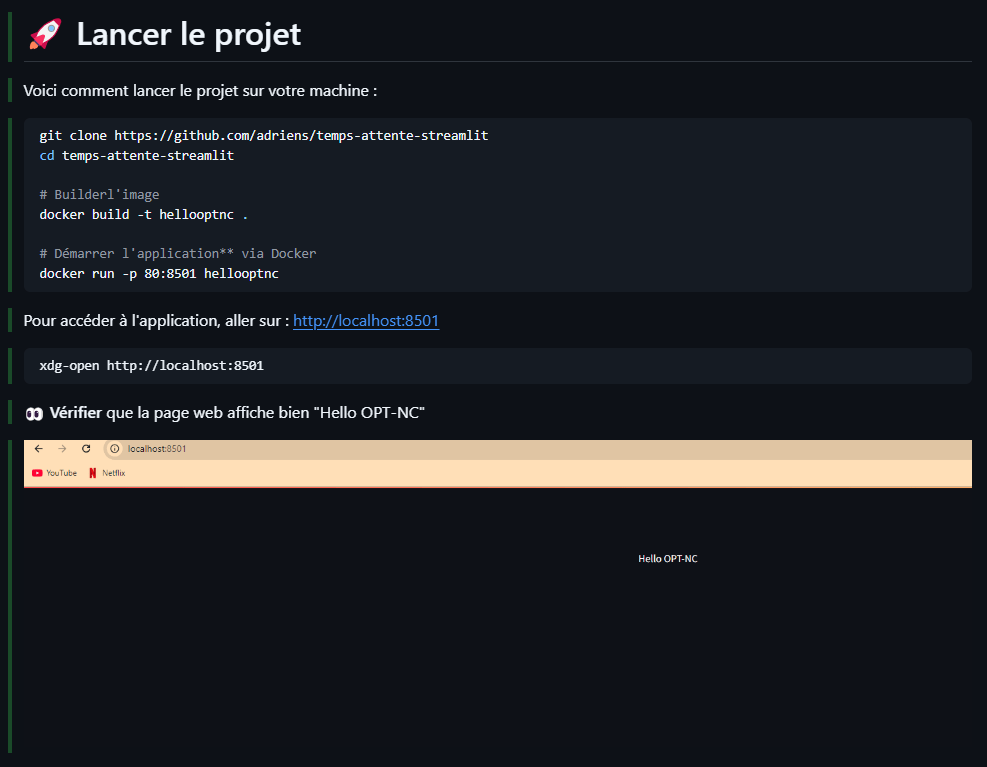 Lancer le projet
Voici comment lancer le projet sur votre machine :
git clone https://github.com/adriens/temps-attente-streamlit
cd temps-attente-streamlit
# Builderl'image
docker build -t hellooptnc .
# Démarrer l'application** via Docker
docker run -p 80:8501 hellooptnc
Pour accéder à l'application, aller sur : http://localhost:8501
xdg-open http://localhost:8501
Vérifier que la page web affiche bien "Hello OPT-NC"
localhost:8501
YouTube Netflix
Hello OPT-NC